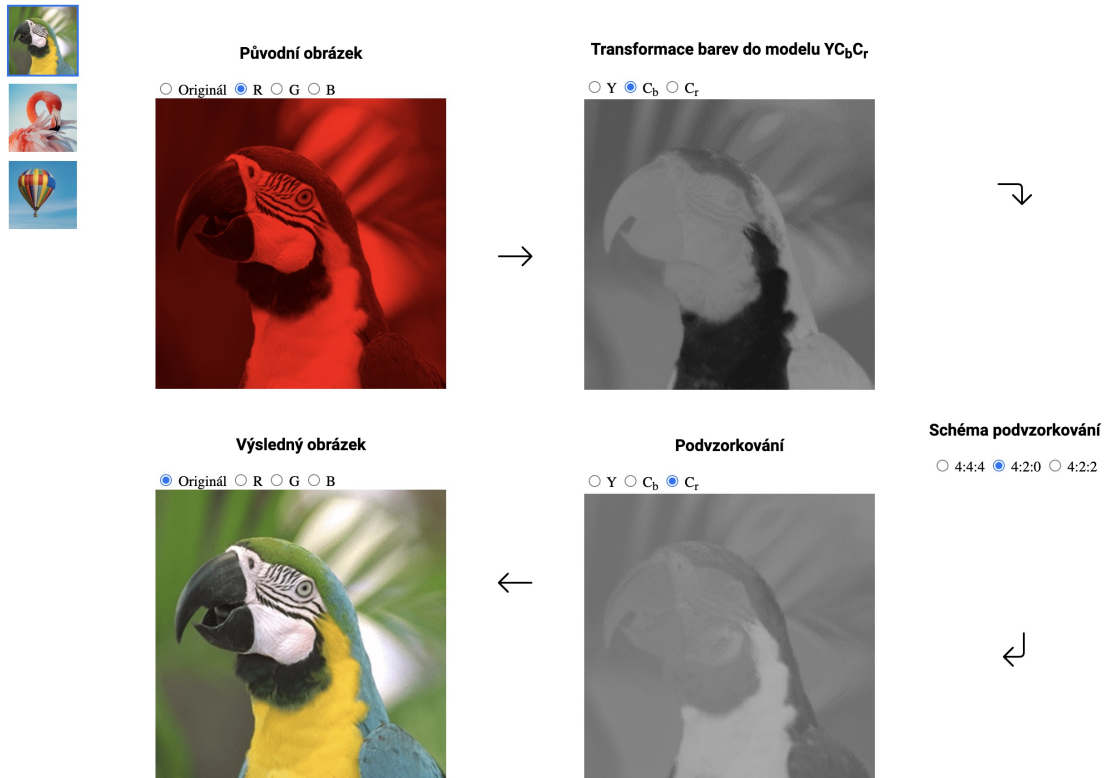 Původní obrázek
Originál R G B
Transformace barev do modelu YCbCr
Y Cb Cr
Výsledný obrázek
Originál R G B
Podvzorkování
Y Cb Cr
Schéma podvzorkování
4:4:4 4:2:0 4:2:2